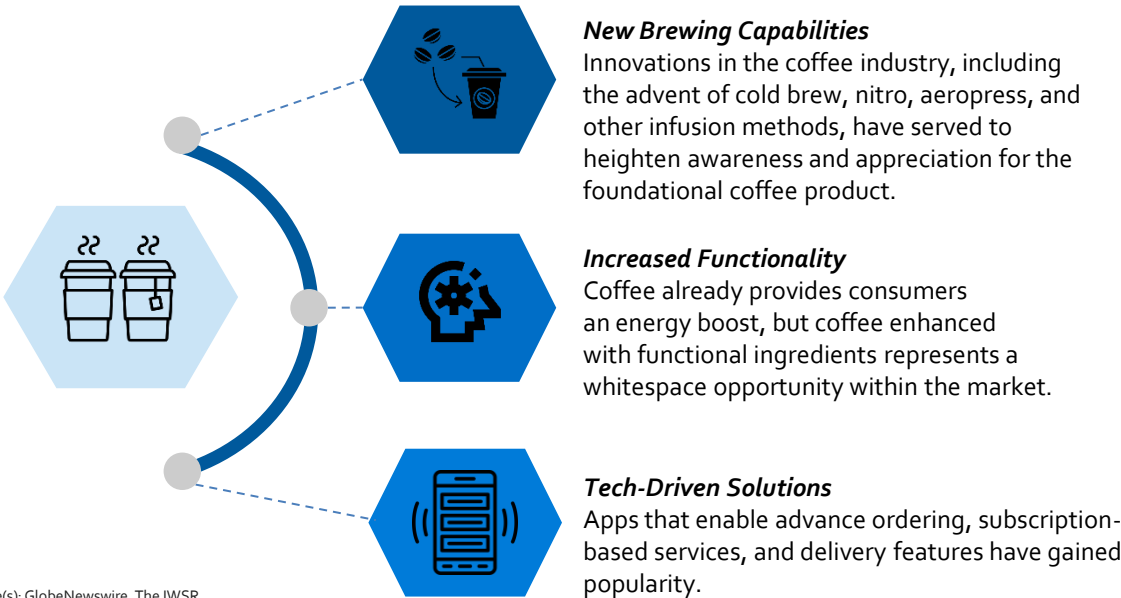 New Brewing Capabilities
Innovations in the coffee industry, including
the advent of cold brew, nitro, aeropress, and
other infusion methods, have served to
heighten awareness and appreciation for the
foundational coffee product.
Increased Functionality
Coffee already provides consumers
an energy boost, but coffee enhanced
with functional ingredients represents a
whitespace opportunity within the market.
Tech-Driven Solutions
Apps that enable advance ordering, subscription-
based services, and delivery features have gained
popularity.
(s): GlobeNewswire, The IWSR